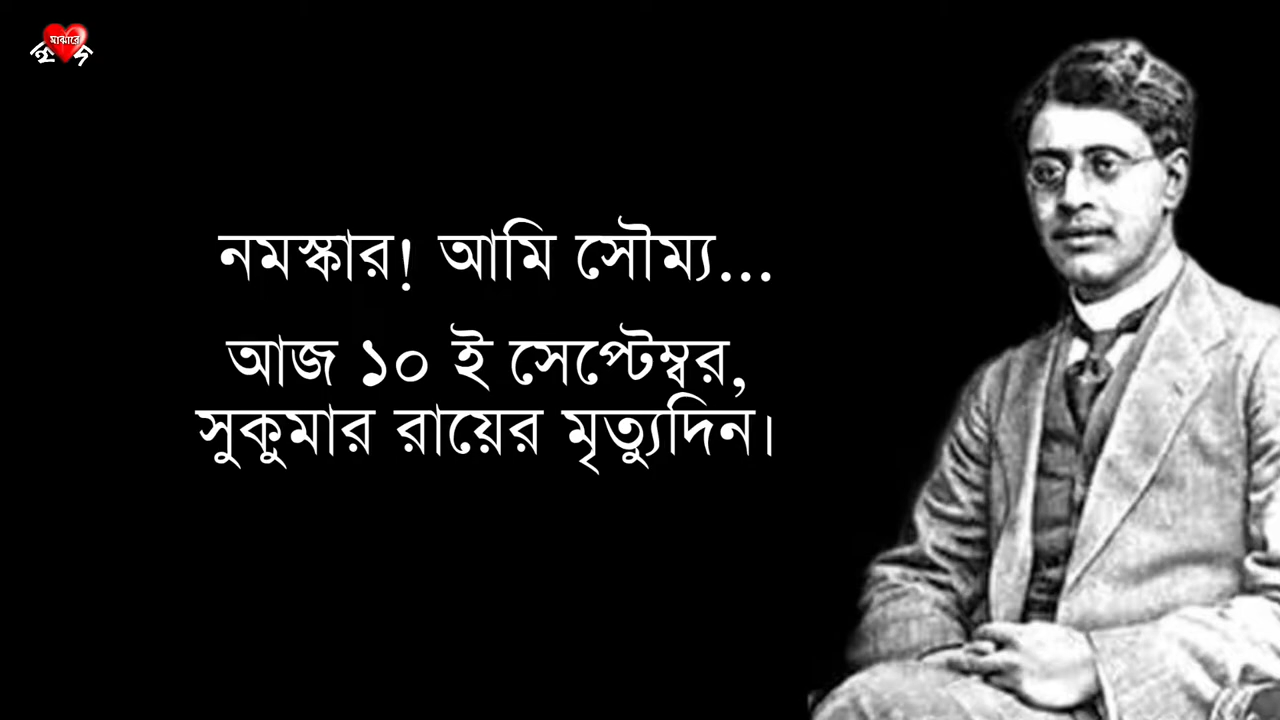 মাঝারে
হৃদ
নমস্কার! আমি সৌম্য...
আজ ১০ ই সেপ্টেম্বর,
সুকুমার রায়ের মৃত্যুদিন।